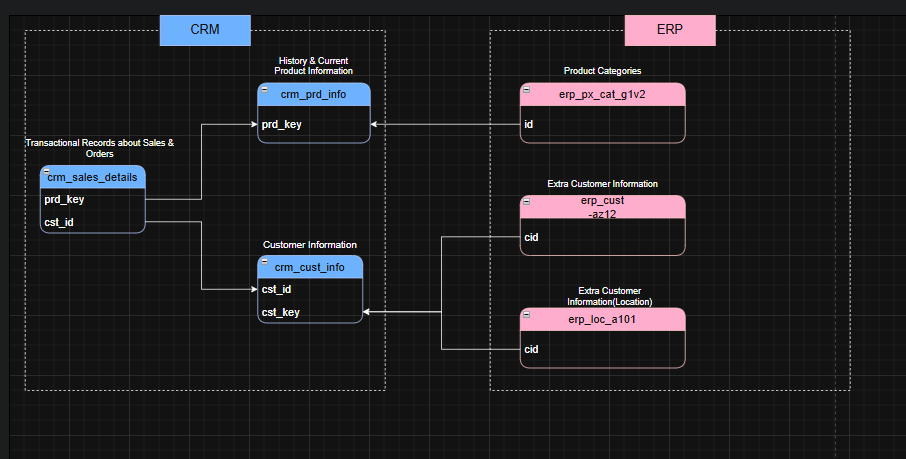 CRM
ERP
History & Current
Product Information
crm_prd_info
prd_key
Product Categories
erp_px_cat_g1v2
id
Transactional Records about Sales &
Orders
crm_sales_details
prd_key
cst_id
Extra Customer Information
erp_cust
-az12
cid
Customer Information
crm_cust_info
cst_id
cst_key
Extra Customer
Information(Location)
erp_loc_a101
cid